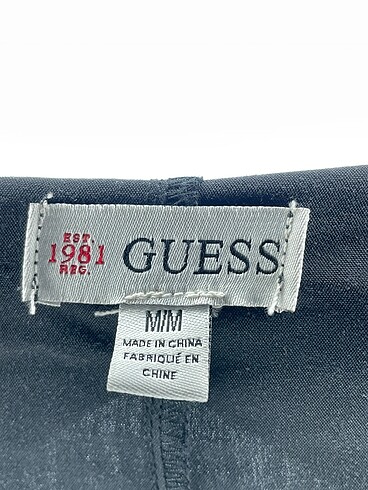 EST.
1981
REG.
GUESS
M/M
MADE IN CHINA
FABRIQUÉ EN
CHINE